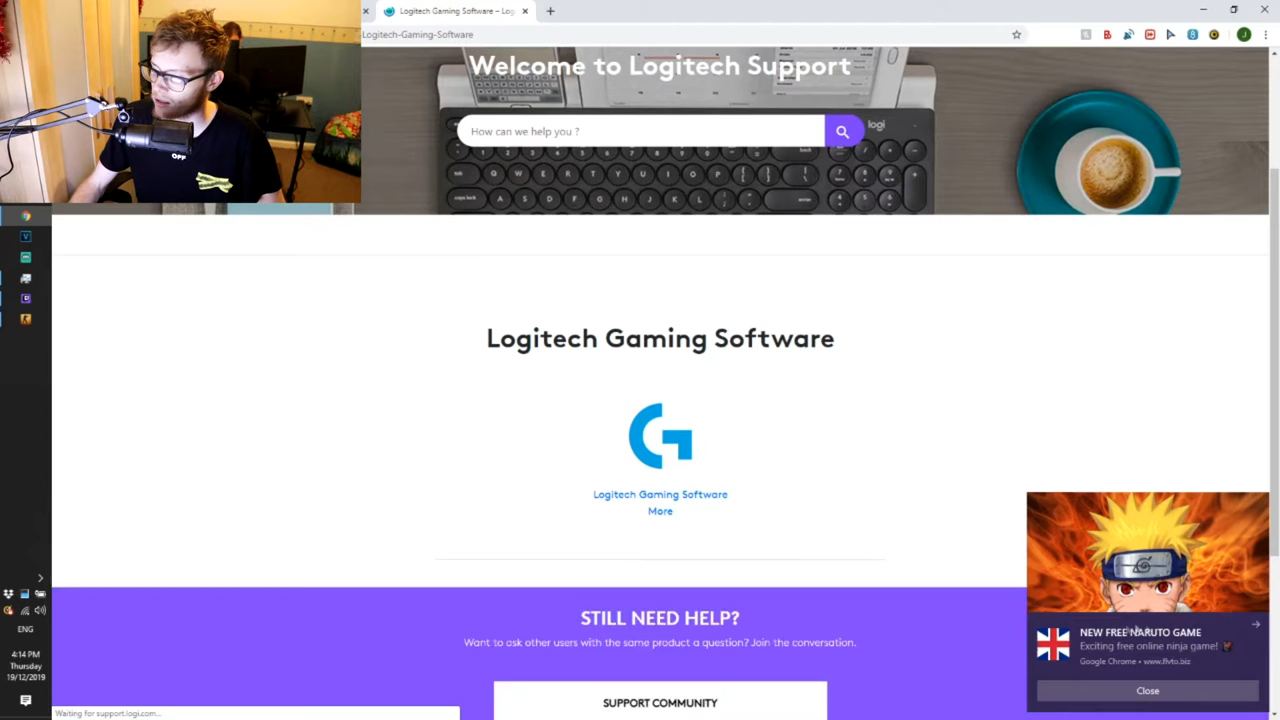 Logitech Gaming Software – Log
-Logitech-Gaming-Software
Welcome to Logitech Support
How can we help you ?
logi
OPP
Logitech Gaming Software
Logitech Gaming Software
More
STILL NEED HELP?
Want to ask other users with the same product a question? Join the conversation.
SUPPORT COMMUNITY
NEW FREE NARUTO GAME
Exciting free online ninja game!
Google Chrome • www.flvto.biz
Close
ENG
4:14 PM
Thursday
19/12/2019
Waiting for support.logi.com...